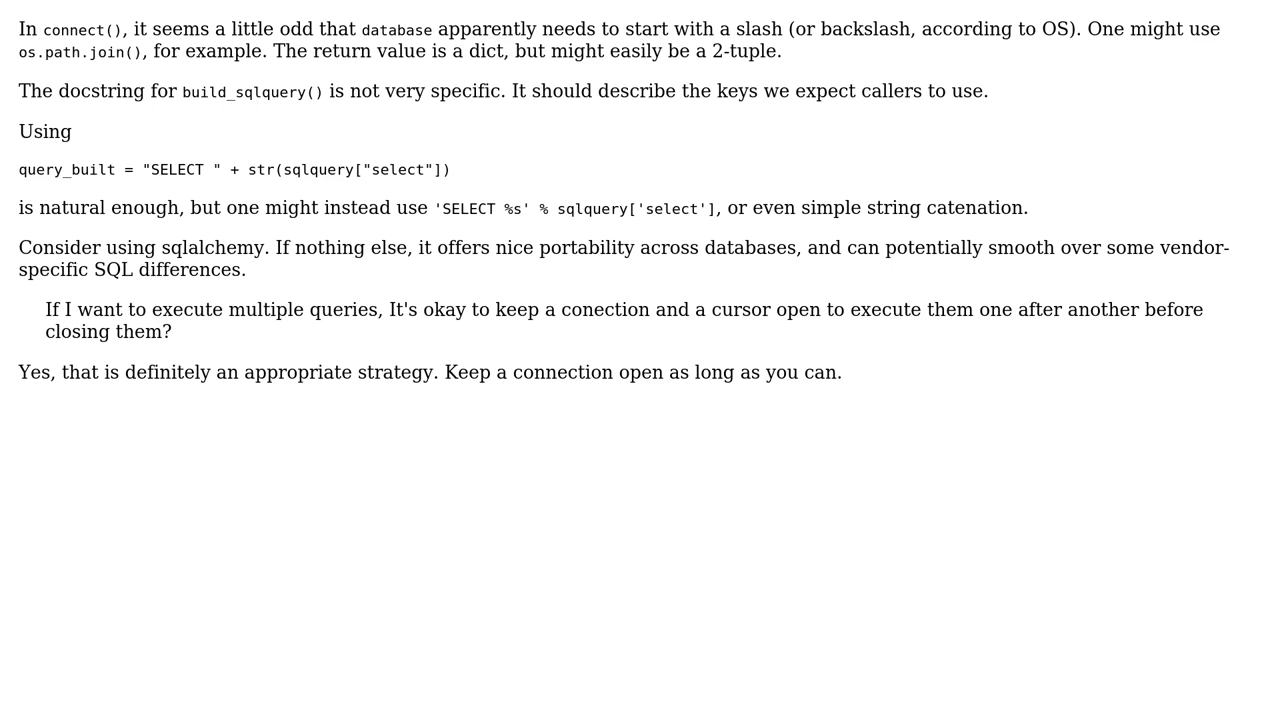 In connect(), it seems a little odd that database apparently needs to start with a slash (or backslash, according to OS). One might use
os.path.join(), for example. The return value is a dict, but might easily be a 2-tuple.
The docstring for build_sqlquery() is not very specific. It should describe the keys we expect callers to use.
Using
query_built = "SELECT " + str(sqlquery["select"])
is natural enough, but one might instead use 'SELECT %s' % sqlquery['select'], or even simple string catenation.
Consider using sqlalchemy. If nothing else, it offers nice portability across databases, and can potentially smooth over some vendor-
specific SQL differences.
If I want to execute multiple queries, It's okay to keep a conection and a cursor open to execute them one after another before
closing them?
Yes, that is definitely an appropriate strategy. Keep a connection open as long as you can.